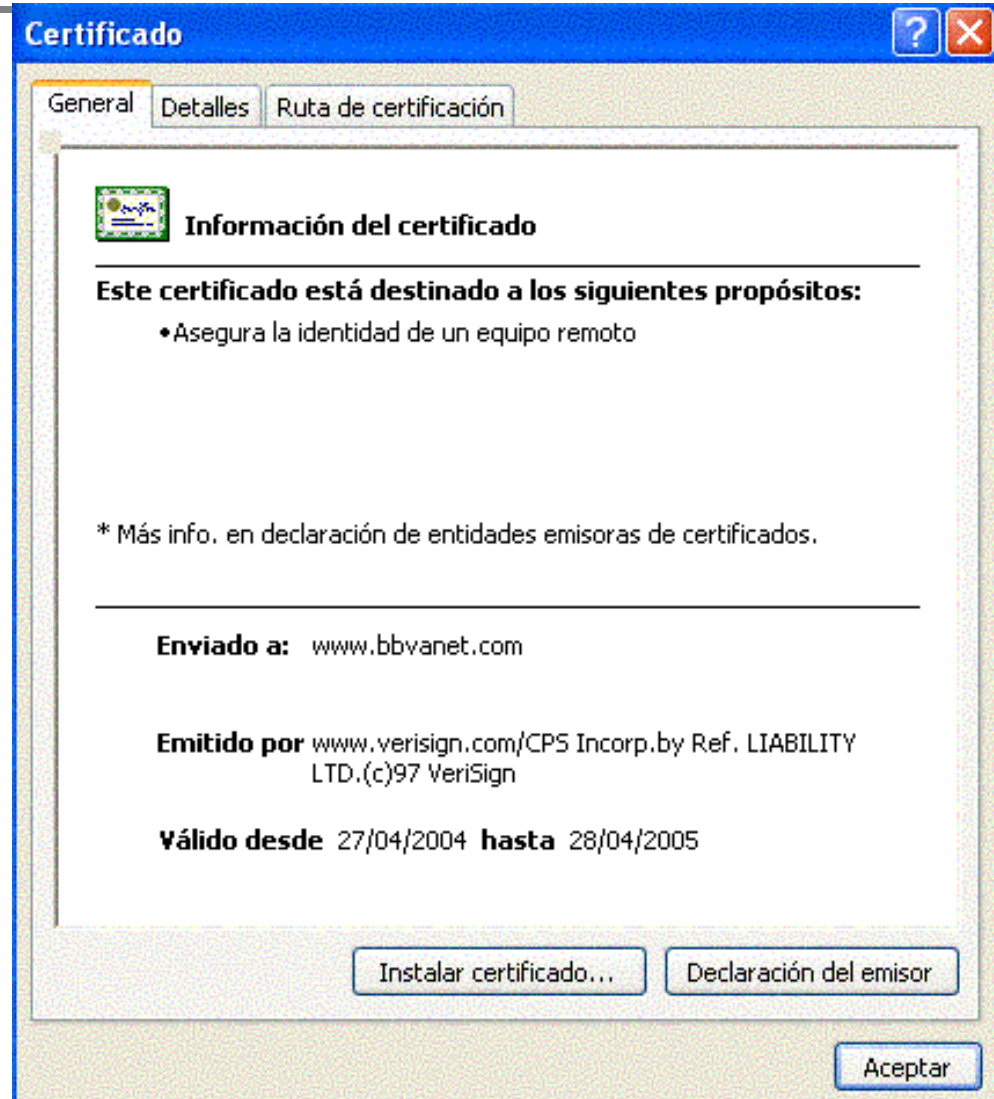 Certificado
General Detalles Ruta de certificación
Información del certificado
Este certificado está destinado a los siguientes propósitos:
•Asegura la identidad de un equipo remoto
* Más info. en declaración de entidades emisoras de certificados.
Enviado a: www.bbvanet.com
Emitido por www.verisign.com/CPS Incorp.by Ref. LIABILITY
LTD.(c)97 VeriSign
Válido desde 27/04/2004 hasta 28/04/2005
Instalar certificado... Declaración del emisor
Aceptar